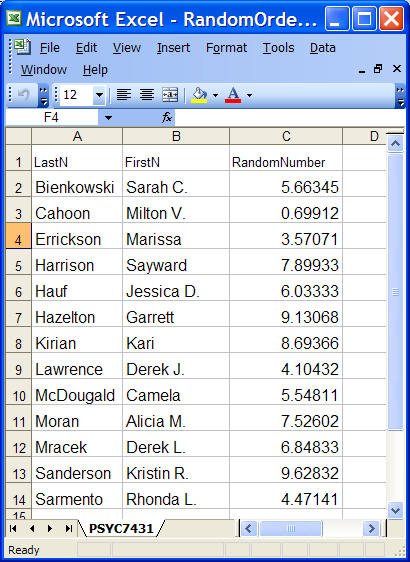 Microsoft Excel - RandomOrde...
File Edit View Insert Format Tools Data
Window Help
12 A
F4 fx
A B C D
1 LastN FirstN RandomNumber
2 Bienkowski Sarah C. 5.66345
3 Cahoon Milton V. 0.69912
4 Errickson Marissa 3.57071
5 Harrison Sayward 7.89933
6 Hauf Jessica D. 6.03333
7 Hazelton Garrett 9.13068
8 Kirian Kari 8.69366
9 Lawrence Derek J. 4.10432
10 McDougald Camela 5.54811
11 Moran Alicia M. 7.52602
12 Mracek Derek L. 6.84833
13 Sanderson Kristin R. 9.62832
14 Sarmento Rhonda L. 4.47141
15
PSYC7431
Ready